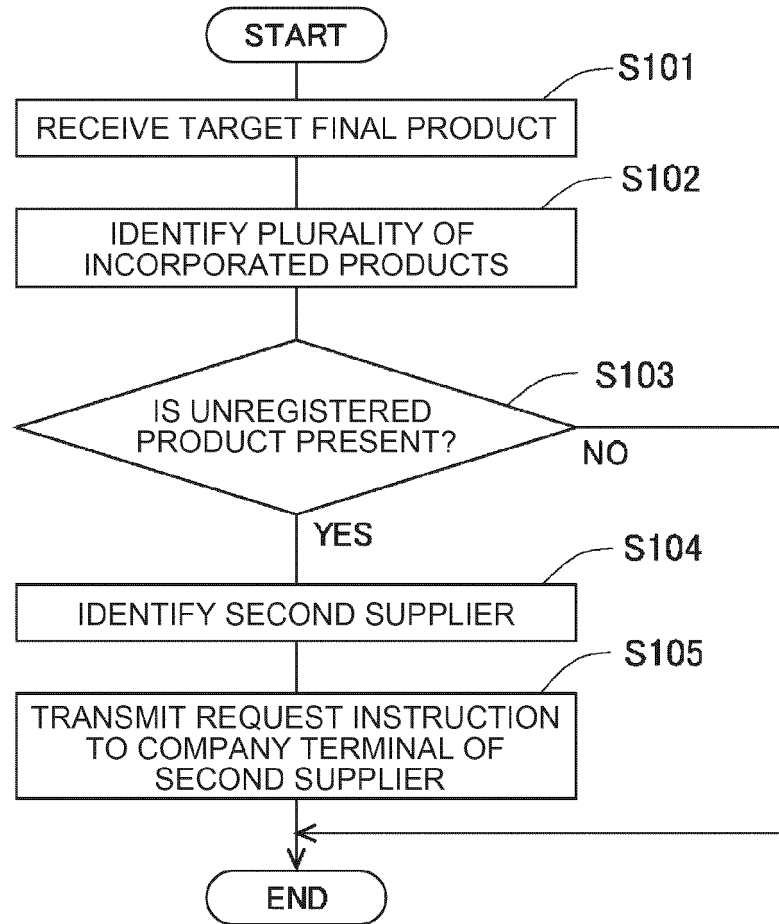 START
S101
RECEIVE TARGET FINAL PRODUCT
S102
IDENTIFY PLURALITY OF
INCORPORATED PRODUCTS
S103
IS UNREGISTERED
PRODUCT PRESENT?
NO
YES
S104
IDENTIFY SECOND SUPPLIER
S105
TRANSMIT REQUEST INSTRUCTION
TO COMPANY TERMINAL OF
SECOND SUPPLIER
END